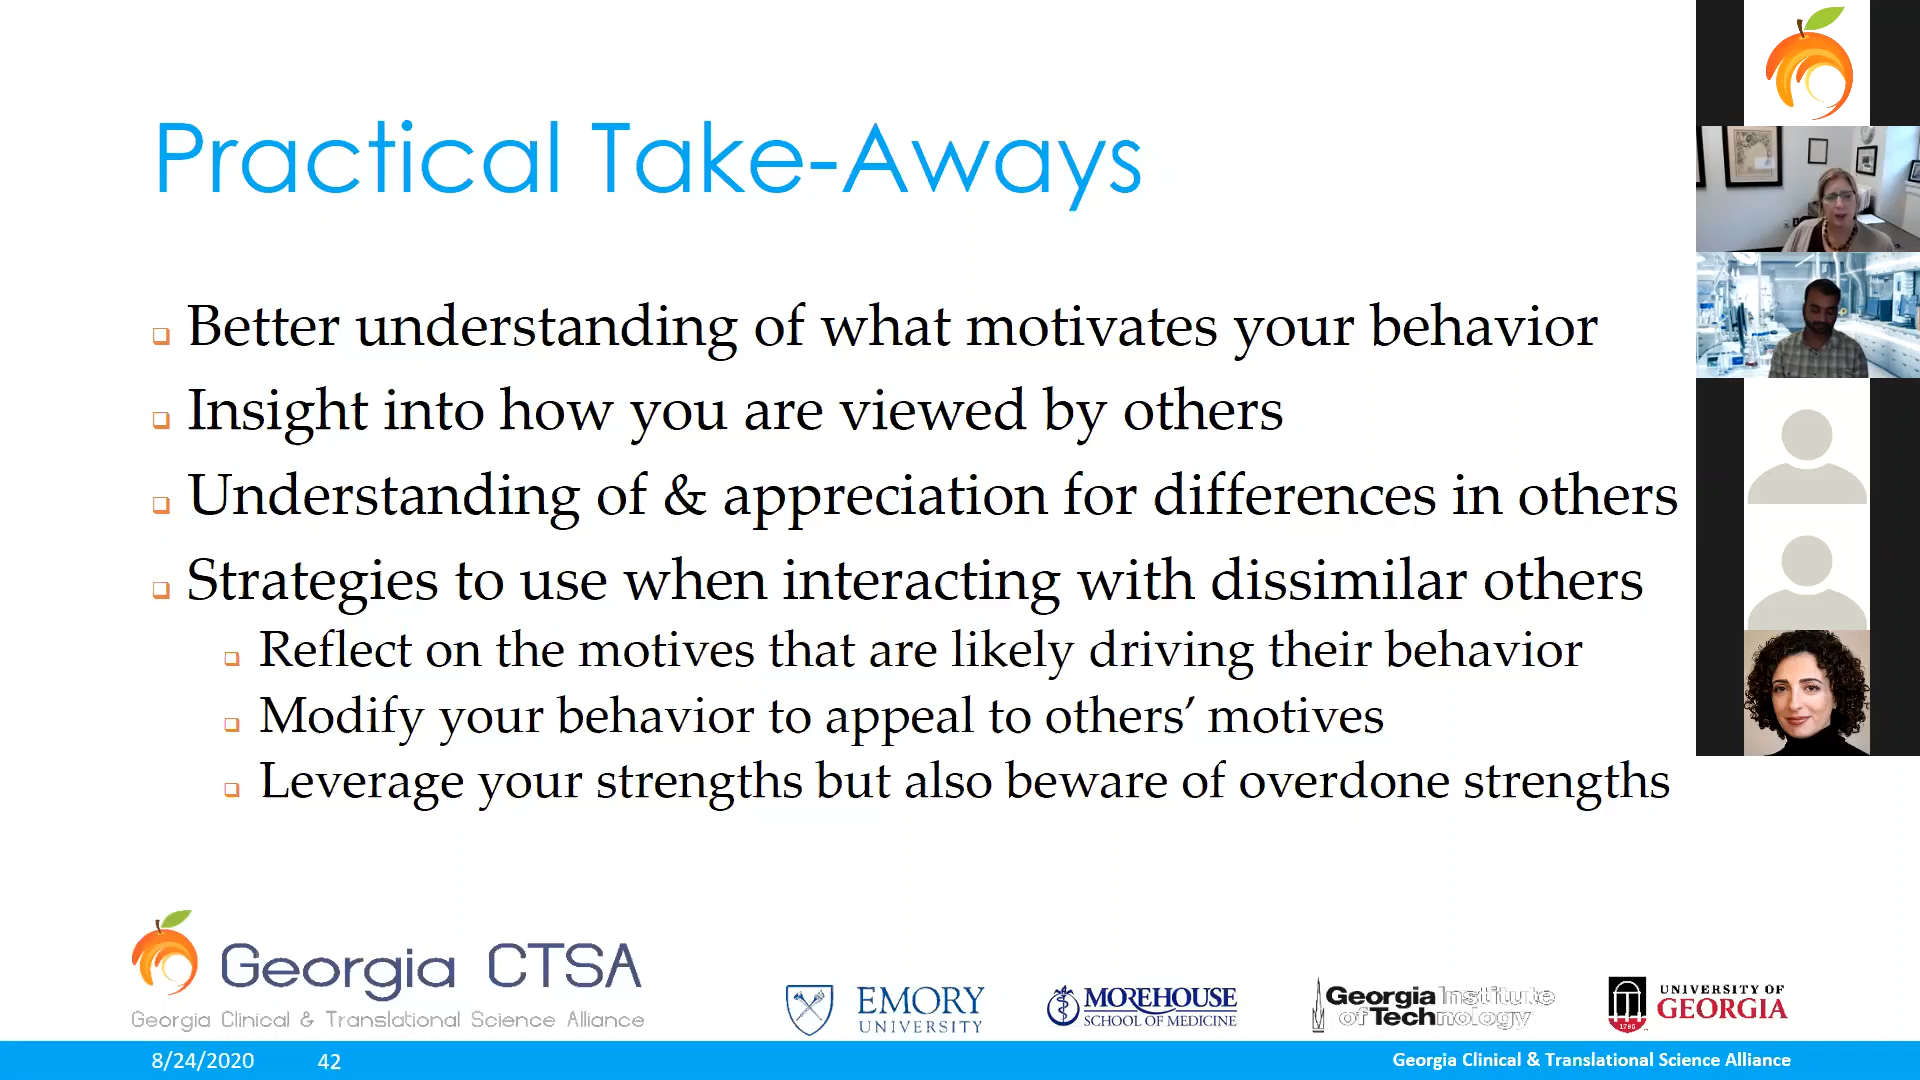 Practical Take-Aways
Better understanding of what motivates your behavior
Insight into how you are viewed by others
Understanding of & appreciation for differences in others
Strategies to use when interacting with dissimilar others
Reflect on the motives that are likely driving their behavior
Modify your behavior to appeal to others’ motives
Leverage your strengths but also beware of overdone strengths
Georgia CTSA
Georgia Clinical & Translational Science Alliance
EMORY
UNIVERSITY
MOREHOUSE
SCHOOL OF MEDICINE
Georgia Institute
of Technology
1785
UNIVERSITY OF
GEORGIA
8/24/2020
42
Georgia Clinical & Translational Science Alliance